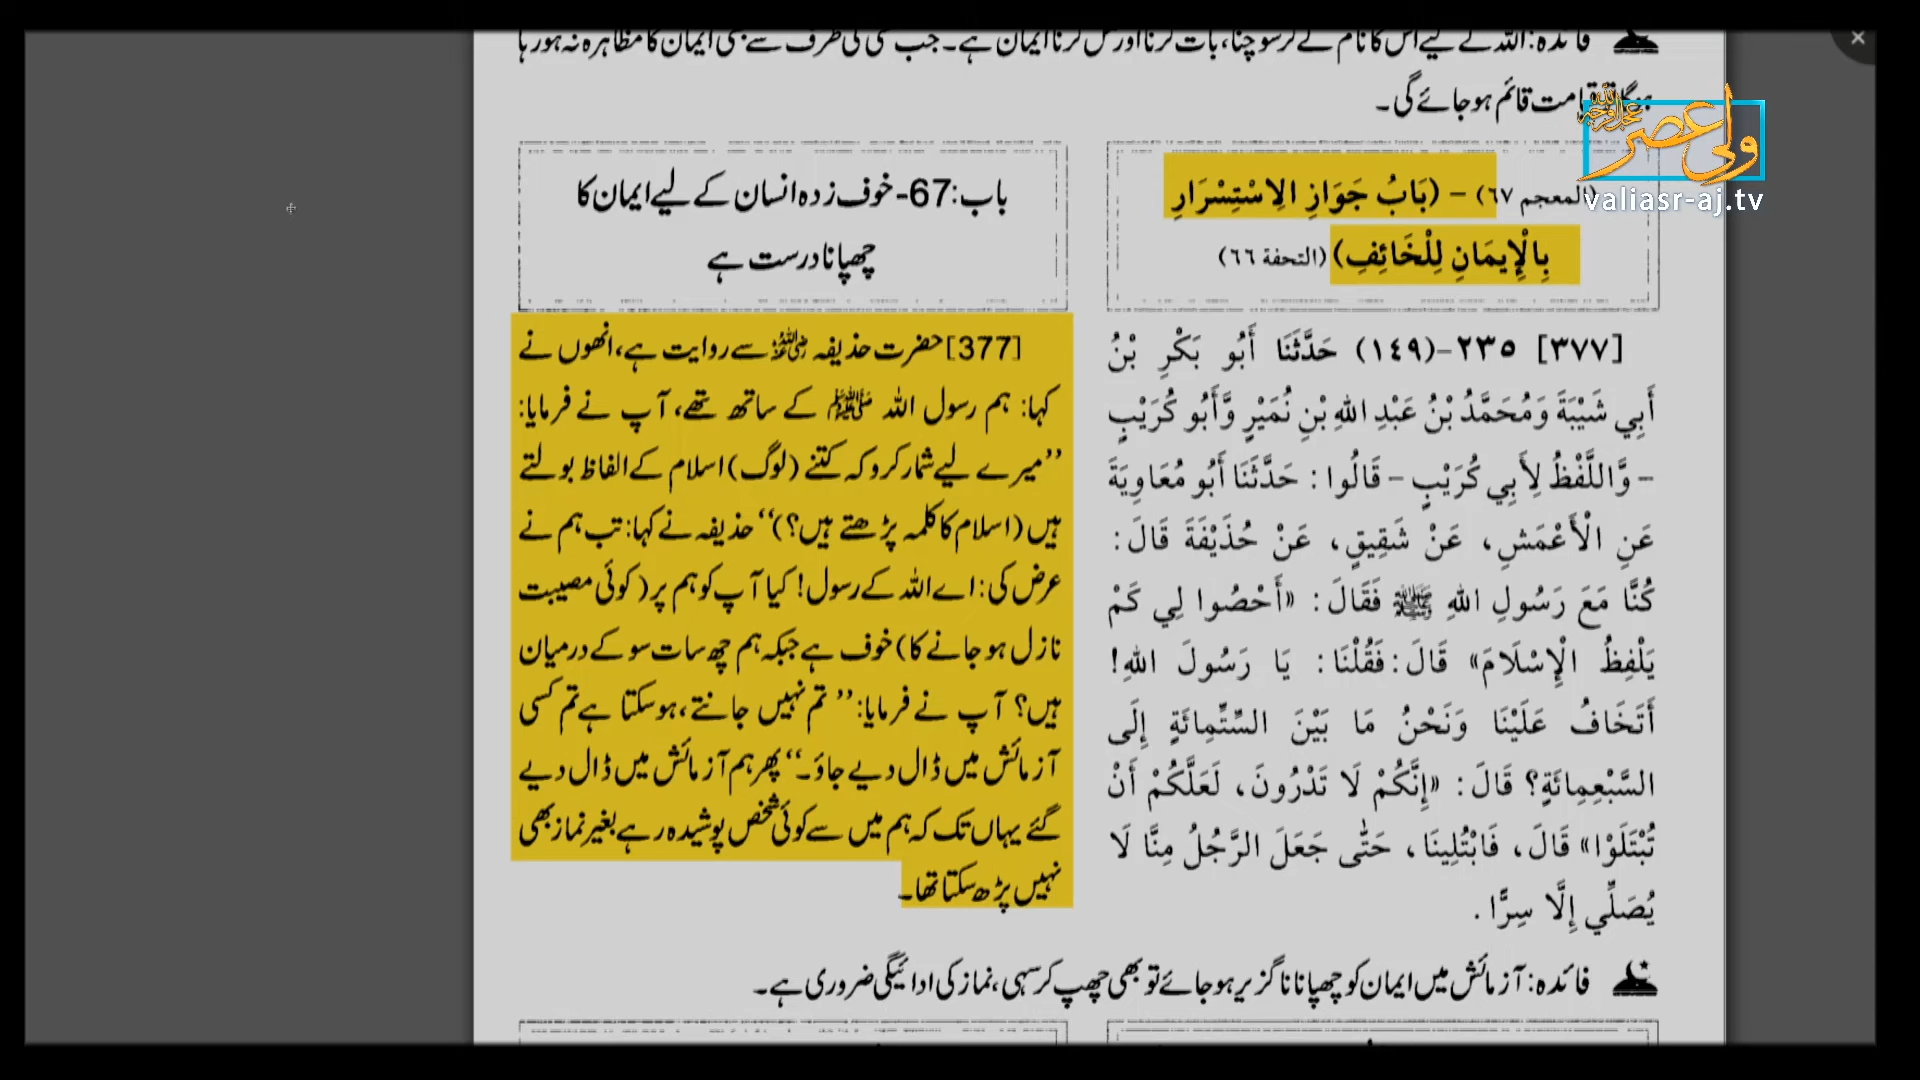 فائدہ: اللہ کے لیے اس کا نام لے کر سوچنا، بات کرنا اور عمل کرنا ایمان ہے۔ جب کسی کی طرف سے بھی ایمان کا مظاہرہ نہ ہو رہا
ہوگا تو قیامت قائم ہو جائے گی۔
ولی عصر
valiasr-aj.tv
(المعجم ٦٧) - (بَابُ جَوَازِ الِاسْتِسْرَارِ
بِالْإِيمَانِ لِلْخَائِفِ) (التحفة ٦٦)
باب:67- خوف زدہ انسان کے لیے ایمان کا
چھپانا درست ہے
[٣٧٧] ٢٣٥-(١٤٩) حَدَّثَنَا أَبُو بَكْرِ بْنُ
أَبِي شَيْبَةَ وَمُحَمَّدُ بْنُ عَبْدِ اللهِ بْنِ نُمَيْرٍ وَّأَبُو كُرَيْبٍ
- وَّاللَّفْظُ لِأَبِي كُرَيْبٍ - قَالُوا: حَدَّثَنَا أَبُو مُعَاوِيَةَ
عَنِ الْأَعْمَشِ، عَنْ شَقِيقٍ، عَنْ حُذَيْفَةَ قَالَ:
كُنَّا مَعَ رَسُولِ اللهِ ﷺ فَقَالَ: «أَحْصُوا لِي كَمْ
يَلْفِظُ الْإِسْلَامَ» قَالَ: فَقُلْنَا: يَا رَسُولَ اللهِ!
أَتَخَافُ عَلَيْنَا وَنَحْنُ مَا بَيْنَ السِّتِّمِائَةِ إِلَى
السَّبْعِمِائَةِ؟ قَالَ: «إِنَّكُمْ لَا تَدْرُونَ، لَعَلَّكُمْ أَنْ
تُبْتَلَوْا» قَالَ، فَابْتُلِينَا، حَتَّى جَعَلَ الرَّجُلُ مِنَّا لَا
يُصَلِّي إِلَّا سِرًّا.
[377] حضرت حذیفہ ؓ سے روایت ہے، انھوں نے
کہا: ہم رسول اللہ ﷺ کے ساتھ تھے، آپ نے فرمایا:
’’میرے لیے شمار کرو کہ کتنے (لوگ) اسلام کے الفاظ بولتے
ہیں (اسلام کا کلمہ پڑھتے ہیں؟)‘‘ حذیفہ نے کہا: تب ہم نے
عرض کی: اے اللہ کے رسول! کیا آپ کو ہم پر (کوئی مصیبت
نازل ہو جانے کا) خوف ہے جبکہ ہم چھ سات سو کے درمیان
ہیں؟ آپ نے فرمایا: ’’تم نہیں جانتے، ہو سکتا ہے تم کسی
آزمائش میں ڈال دیے جاؤ۔‘‘ پھر ہم آزمائش میں ڈال دیے
گئے یہاں تک کہ ہم میں سے کوئی شخص پوشیدہ رہے بغیر نماز بھی
نہیں پڑھ سکتا تھا۔
فائدہ: آزمائش میں ایمان کو چھپانا ناگزیر ہو جائے تو بھی چھپ کر سہی، نماز کی ادائیگی ضروری ہے۔